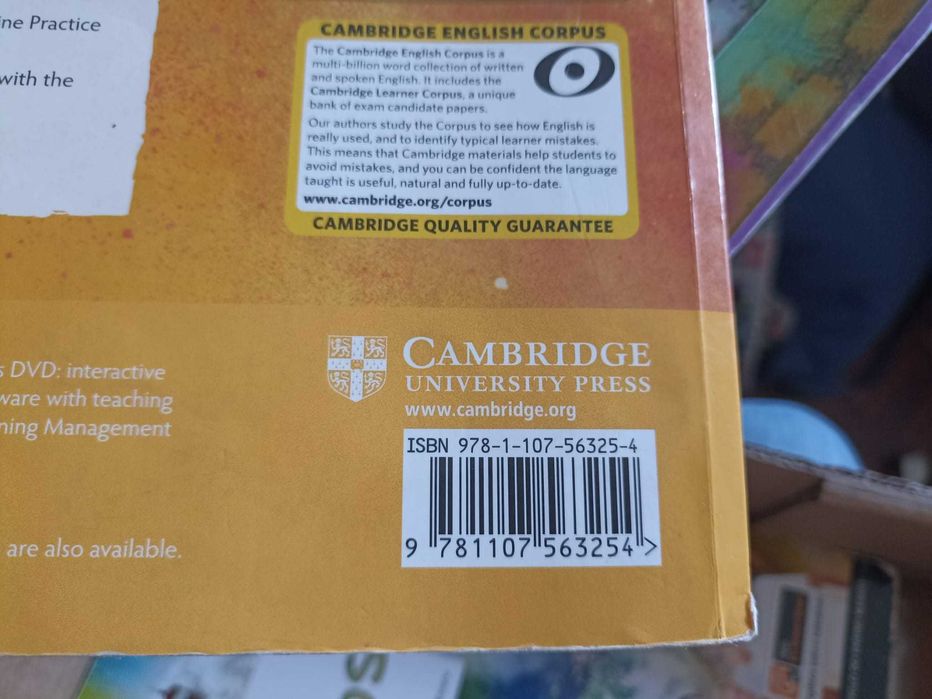 ine Practice
with the
CAMBRIDGE ENGLISH CORPUS
The Cambridge English Corpus is a
multi-billion word collection of written
and spoken English. It includes the
Cambridge Learner Corpus, a unique
bank of exam candidate papers.
Our authors study the Corpus to see how English is
really used, and to identify typical learner mistakes.
This means that Cambridge materials help students to
avoid mistakes, and you can be confident the language
taught is useful, natural and fully up-to-date.
www.cambridge.org/corpus
CAMBRIDGE QUALITY GUARANTEE
s DVD: interactive
ware with teaching
ning Management
are also available.
CAMBRIDGE
UNIVERSITY PRESS
www.cambridge.org
ISBN 978-1-107-56325-4
9 781107 563254 >